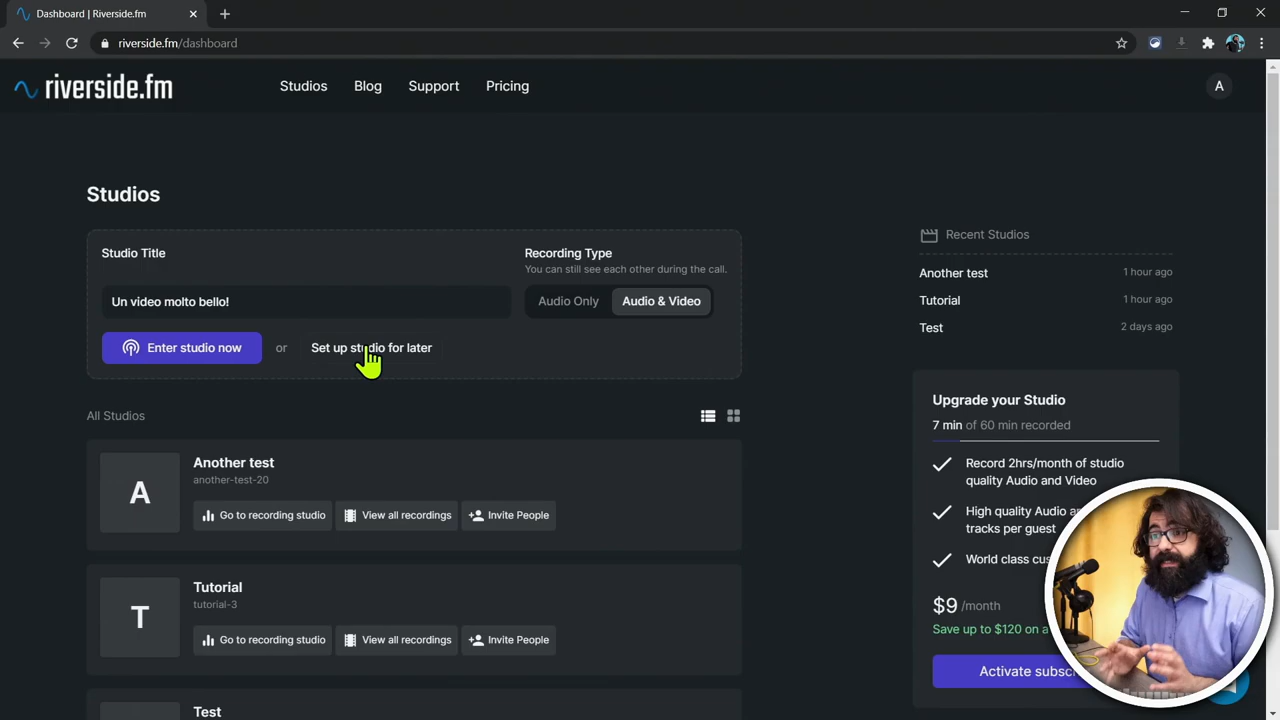 Dashboard | Riverside.fm
riverside.fm/dashboard
riverside.fm
Studios
Blog
Support
Pricing
A
Studios
Studio Title
Un video molto bello!
Recording Type
You can still see each other during the call.
Audio Only
Audio & Video
Enter studio now
or
Set up studio for later
All Studios
A
Another test
another-test-20
Go to recording studio
View all recordings
Invite People
T
Tutorial
tutorial-3
Go to recording studio
View all recordings
Invite People
Test
Recent Studios
Another test
1 hour ago
Tutorial
1 hour ago
Test
2 days ago
Upgrade your Studio
7 min of 60 min recorded
Record 2hrs/month of studio
quality Audio and Video
High quality Audio
tracks per guest
World class
$9 /month
Save up to $120 on a
Activate